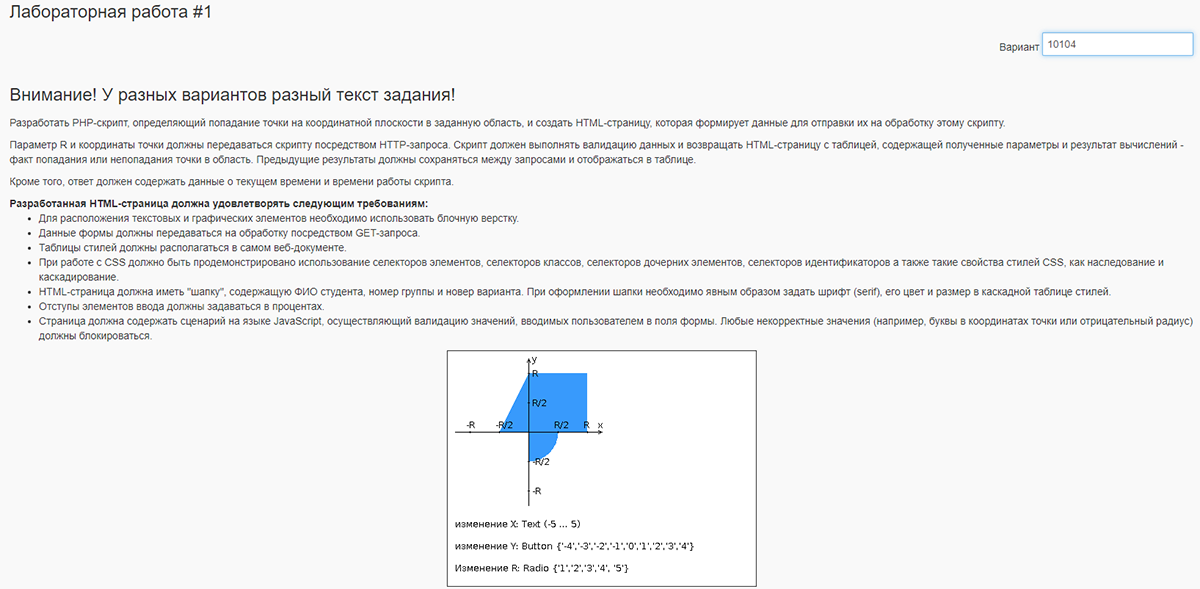 Лабораторная работа #1
Вариант 10104
Внимание! У разных вариантов разный текст задания!
Разработать PHP-скрипт, определяющий попадание точки на координатной плоскости в заданную область, и создать HTML-страницу, которая формирует данные для отправки их на обработку этому скрипту.
Параметр R и координаты точки должны передаваться скрипту посредством HTTP-запроса. Скрипт должен выполнять валидацию данных и возвращать HTML-страницу с таблицей, содержащей полученные параметры и результат вычислений -
факт попадания или непопадания точки в область. Предыдущие результаты должны сохраняться между запросами и отображаться в таблице.
Кроме того, ответ должен содержать данные о текущем времени и времени работы скрипта.
Разработанная HTML-страница должна удовлетворять следующим требованиям:
• Для расположения текстовых и графических элементов необходимо использовать блочную верстку.
• Данные формы должны передаваться на обработку посредством GET-запроса.
• Таблицы стилей должны располагаться в самом веб-документе.
• При работе с CSS должно быть продемонстрировано использование селекторов элементов, селекторов классов, селекторов дочерних элементов, селекторов идентификаторов а также такие свойства стилей CSS, как наследование и
каскадирование.
• HTML-страница должна иметь "шапку", содержащую ФИО студента, номер группы и новер варианта. При оформлении шапки необходимо явным образом задать шрифт (serif), его цвет и размер в каскадной таблице стилей.
• Отступы элементов ввода должны задаваться в процентах.
• Страница должна содержать сценарий на языке JavaScript, осуществляющий валидацию значений, вводимых пользователем в поля формы. Любые некорректные значения (например, буквы в координатах точки или отрицательный радиус)
должны блокироваться.
y
R
R/2
-R -R/2 R/2 R x
-R/2
-R
изменение X: Text (-5 ... 5)
изменение Y: Button {'-4','-3','-2','-1','0','1','2','3','4'}
Изменение R: Radio {'1','2','3','4', '5'}